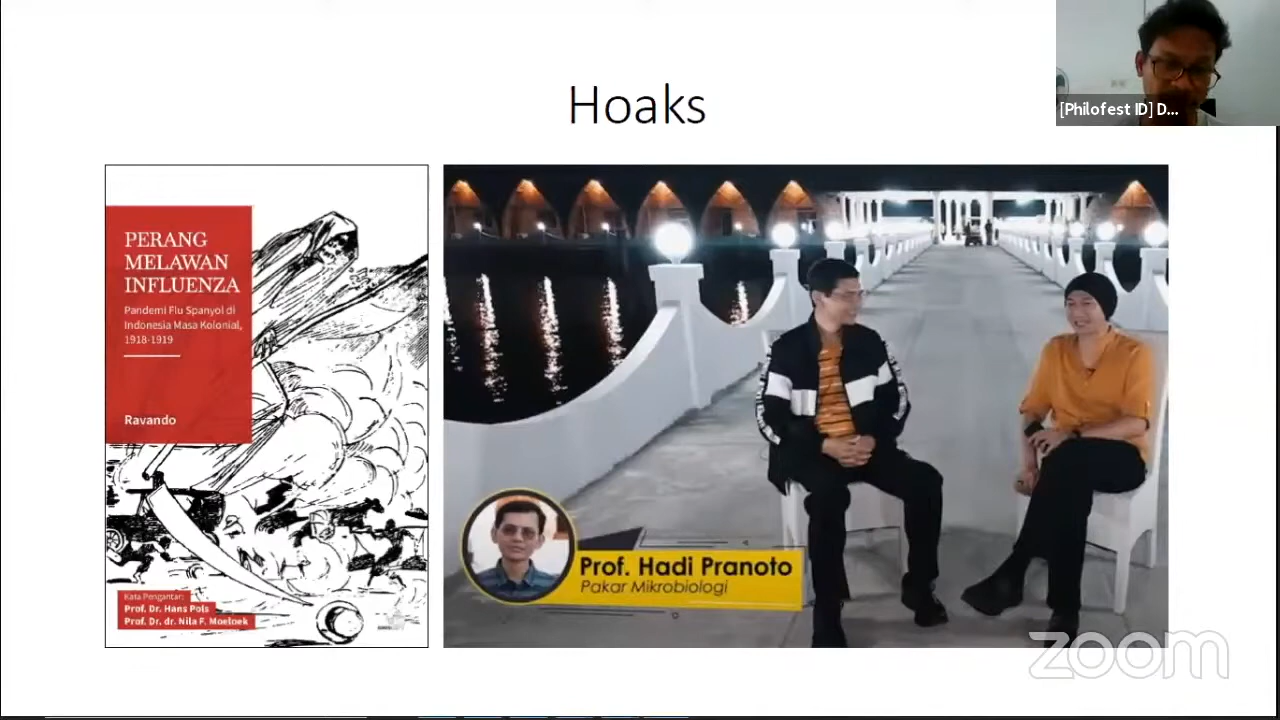 Hoaks
[Philofest ID] D...
PERANG
MELAWAN
INFLUENZA
Pandemi Flu Spanyol di
Indonesia Masa Kolonial,
1918-1919
Ravando
Kata Pengantar:
Prof. Dr. Hans Pols
Prof. Dr. dr. Nila F. Moeloek
Prof. Hadi Pranoto
Pakar Mikrobiologi
zoom